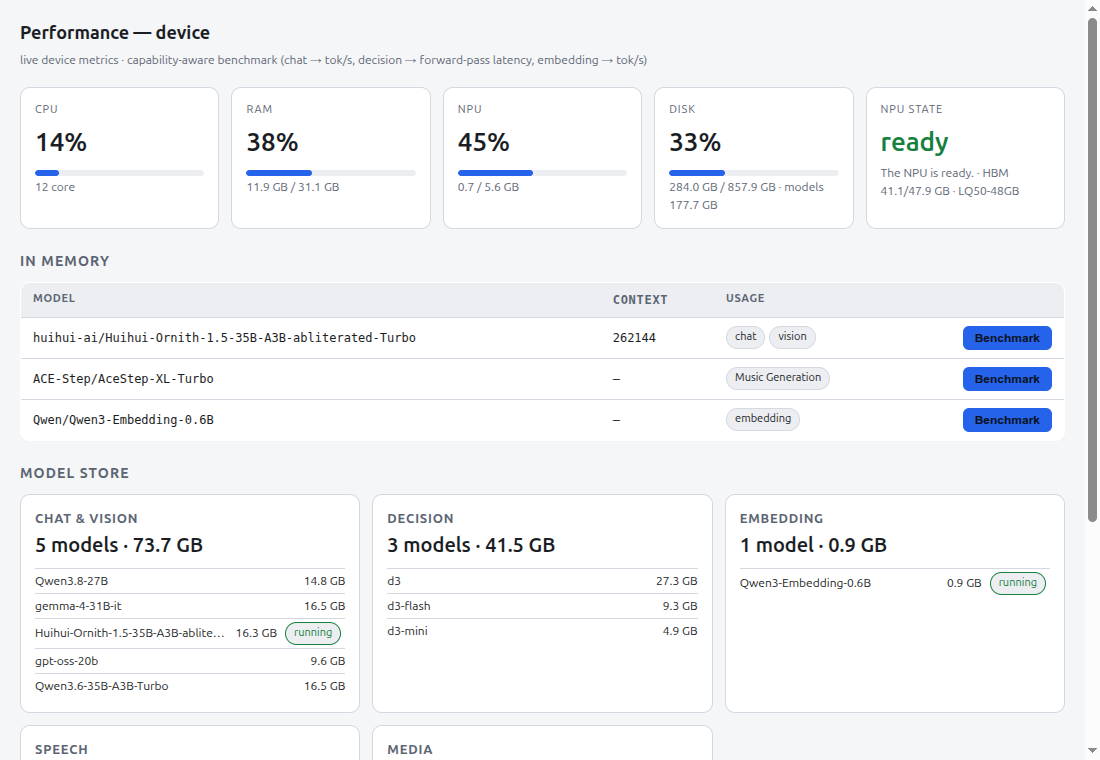 Performance — device
live device metrics · capability-aware benchmark (chat → tok/s, decision → forward-pass latency, embedding → tok/s)
CPU
14%
12 core
RAM
38%
11.9 GB / 31.1 GB
NPU
45%
0.7 / 5.6 GB
DISK
33%
284.0 GB / 857.9 GB · models
177.7 GB
NPU STATE
ready
The NPU is ready. · HBM
41.1/47.9 GB · LQ50-48GB
IN MEMORY
MODEL CONTEXT USAGE
huihui-ai/Huihui-Ornith-1.5-35B-A3B-abliterated-Turbo 262144 chat vision Benchmark
ACE-Step/AceStep-XL-Turbo — Music Generation Benchmark
Qwen/Qwen3-Embedding-0.6B — embedding Benchmark
MODEL STORE
CHAT & VISION
5 models · 73.7 GB
Qwen3.8-27B 14.8 GB
gemma-4-31B-it 16.5 GB
Huihui-Ornith-1.5-35B-A3B-ablite... 16.3 GB running
gpt-oss-20b 9.6 GB
Qwen3.6-35B-A3B-Turbo 16.5 GB
DECISION
3 models · 41.5 GB
d3 27.3 GB
d3-flash 9.3 GB
d3-mini 4.9 GB
EMBEDDING
1 model · 0.9 GB
Qwen3-Embedding-0.6B 0.9 GB running
SPEECH
MEDIA